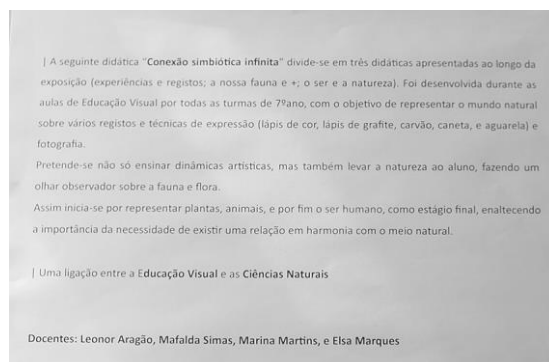 | A seguinte didática "Conexão simbiótica infinita" divide-se em três didáticas apresentadas ao longo da
exposição (experiências e registos; a nossa fauna e +; o ser e a natureza). Foi desenvolvida durante as
aulas de Educação Visual por todas as turmas de 7ºano, com o objetivo de representar o mundo natural
sobre vários registos e técnicas de expressão (lápis de cor, lápis de grafite, carvão, caneta, e aguarela) e
fotografia.
Pretende-se não só ensinar dinâmicas artísticas, mas também levar a natureza ao aluno, fazendo um
olhar observador sobre a fauna e flora.
Assim inicia-se por representar plantas, animais, e por fim o ser humano, como estágio final, enaltecendo
a importância da necessidade de existir uma relação em harmonia com o meio natural.
| Uma ligação entre a Educação Visual e as Ciências Naturais
Docentes: Leonor Aragão, Mafalda Simas, Marina Martins, e Elsa Marques